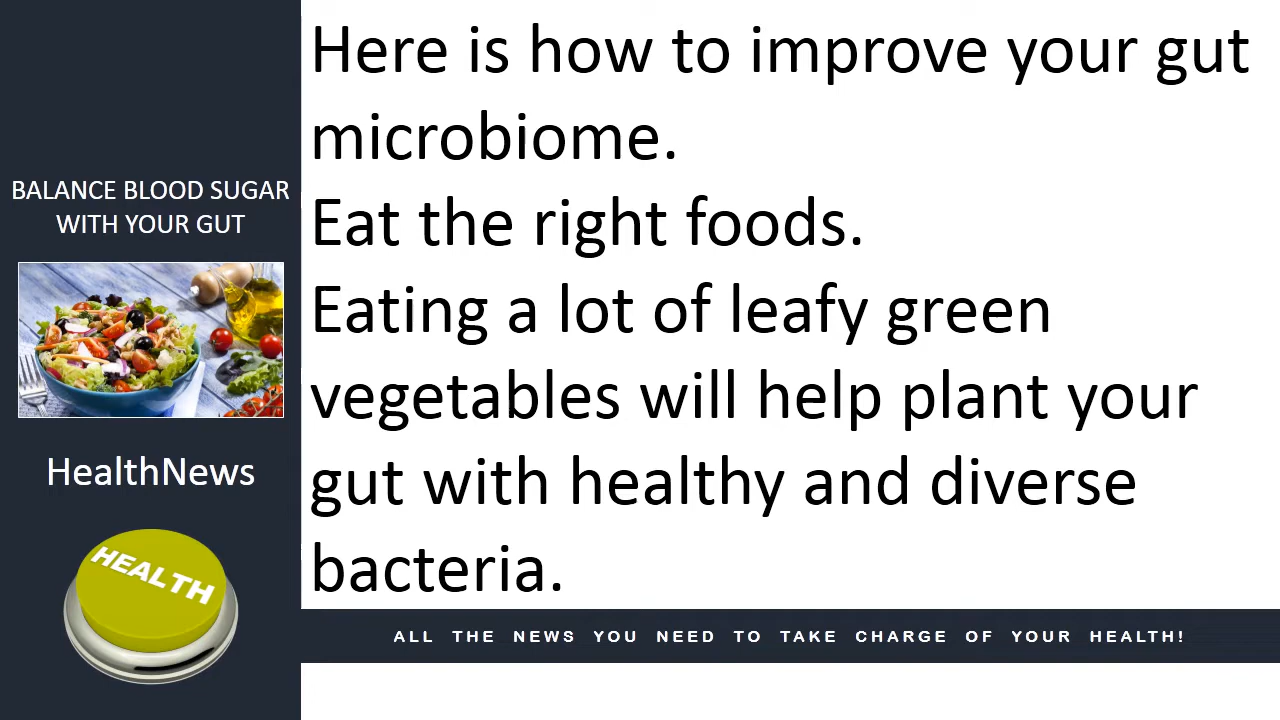 BALANCE BLOOD SUGAR
WITH YOUR GUT
HealthNews
HEALTH
Here is how to improve your gut
microbiome.
Eat the right foods.
Eating a lot of leafy green
vegetables will help plant your
gut with healthy and diverse
bacteria.
ALL THE NEWS YOU NEED TO TAKE CHARGE OF YOUR HEALTH!